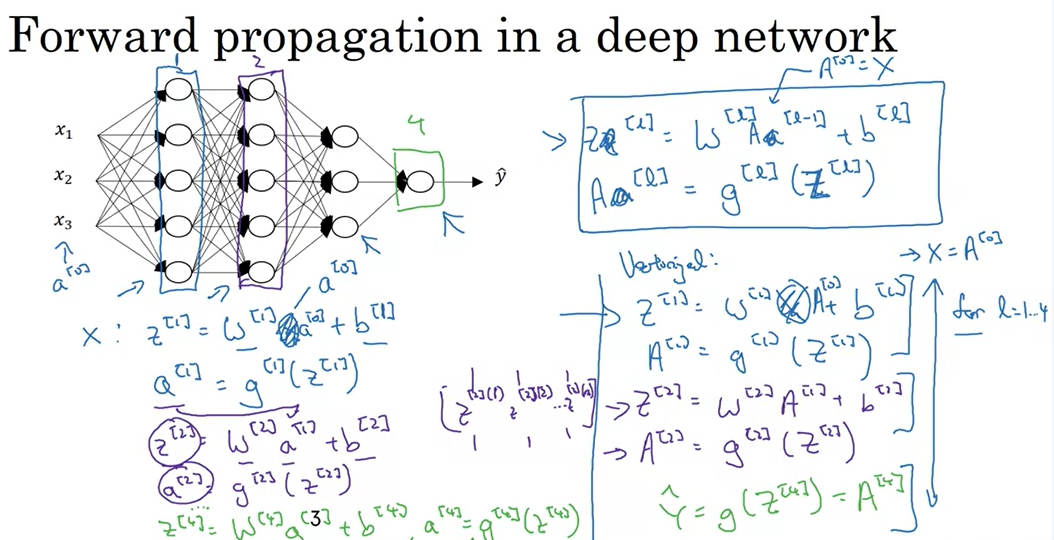 Forward propagation in a deep network
1 2
A^[0] = X
x₁
x₂
x₃
4
ŷ
a^[0]
Z^[l] = W^[l] A^[l-1] + b^[l]
A^[l] = g^[l](Z^[l])
a^[0]
X : z^[1] = W^[1] a^[0] + b^[1]
a^[1] = g^[1](z^[1])
z^[2] = W^[2] a^[1] + b^[2]
a^[2] g^[2](z^[2])
...
z^[4] = W^[4] a^[3] + b^[4], a^[4] = g^[4](z^[4])
Vectorized:
→ X = A^[0]
Z^[1] = W^[1] A^[0] + b^[1]
for l=1..4
A^[1] = g^[1](Z^[1])
→ Z^[2] = W^[2] A^[1] + b^[2]
→ A^[2] = g^[2](Z^[2])
Ŷ = g(Z^[4]) = A^[4]